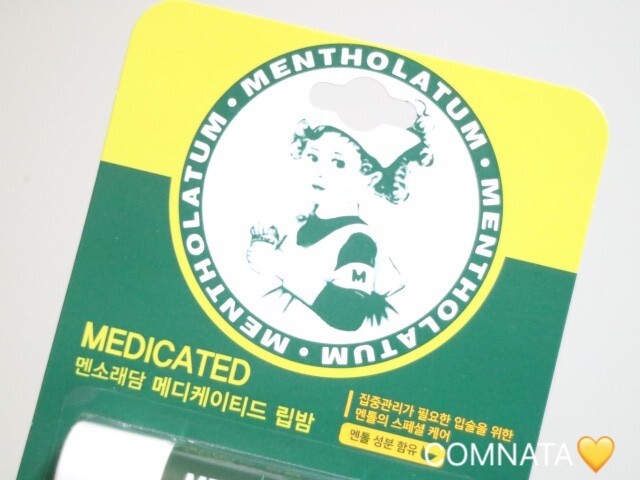 MENTHOLATUM • MENTHOLATUM • MENTHOLATUM •
M
MEDICATED
멘소래담 메디케이티드 립밤
집중관리가 필요한 입술을 위한
멘톨의 스페셜 케어
멘톨 성분 함유
COMNATA🧡